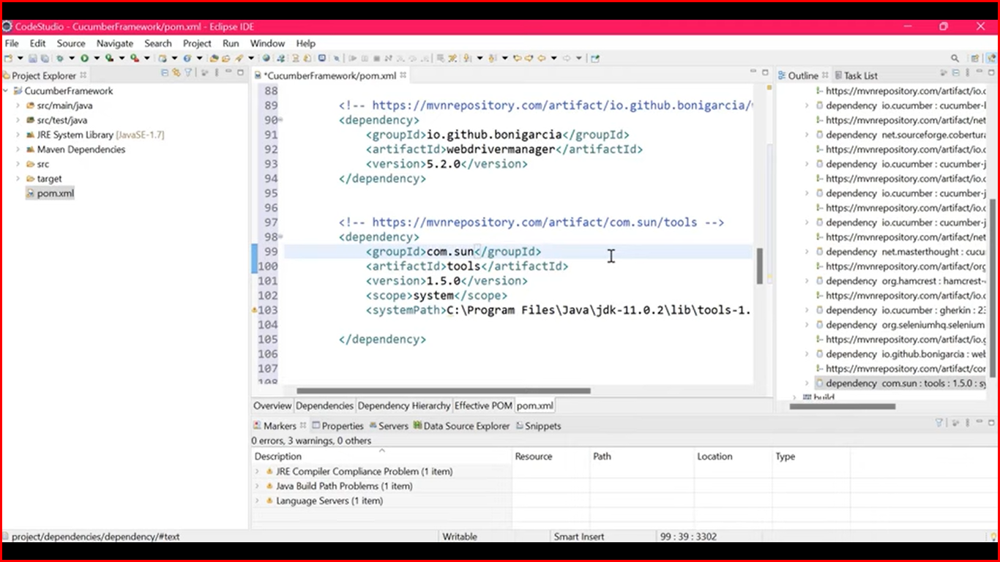 CodeStudio - CucumberFramework/pom.xml - Eclipse IDE
File Edit Source Navigate Search Project Run Window Help
Project Explorer
CucumberFramework
src/main/java
src/test/java
JRE System Library [JavaSE-1.7]
Maven Dependencies
src
target
pom.xml
*CucumberFramework/pom.xml
88
89 <!-- https://mvnrepository.com/artifact/io.github.bonigarcia/
90 <dependency>
91 <groupId>io.github.bonigarcia</groupId>
92 <artifactId>webdrivermanager</artifactId>
93 <version>5.2.0</version>
94 </dependency>
95
96
97 <!-- https://mvnrepository.com/artifact/com.sun/tools -->
98 <dependency>
99 <groupId>com.sun</groupId>
100 <artifactId>tools</artifactId>
101 <version>1.5.0</version>
102 <scope>system</scope>
103 <systemPath>C:\Program Files\Java\jdk-11.0.2\lib\tools-1.
104
105 </dependency>
106
107
108
Overview Dependencies Dependency Hierarchy Effective POM pom.xml
Outline Task List
https://mvnrepository.com/artifact/io.c
dependency io.cucumber : cucumber-
https://mvnrepository.com/artifact/net
dependency net.sourceforge.cobertura
https://mvnrepository.com/artifact/io.c
dependency io.cucumber : cucumber-j
https://mvnrepository.com/artifact/io.c
dependency io.cucumber : cucumber-j
https://mvnrepository.com/artifact/io.c
dependency io.cucumber : cucumber-j
https://mvnrepository.com/artifact/net
dependency net.masterthought : cucu
https://mvnrepository.com/artifact/org
dependency org.hamcrest : hamcrest-
https://mvnrepository.com/artifact/io.c
dependency io.cucumber : gherkin : 23
https://mvnrepository.com/artifact/org
dependency org.seleniumhq.selenium
https://mvnrepository.com/artifact/io.g
dependency io.github.bonigarcia : web
https://mvnrepository.com/artifact/cor
dependency com.sun : tools : 1.5.0 : sy
build
Markers Properties Servers Data Source Explorer Snippets
0 errors, 3 warnings, 0 others
Description Resource Path Location Type
JRE Compiler Compliance Problem (1 item)
Java Build Path Problems (1 item)
Language Servers (1 item)
project/dependencies/dependency/#text Writable Smart Insert 99 : 39 : 3302